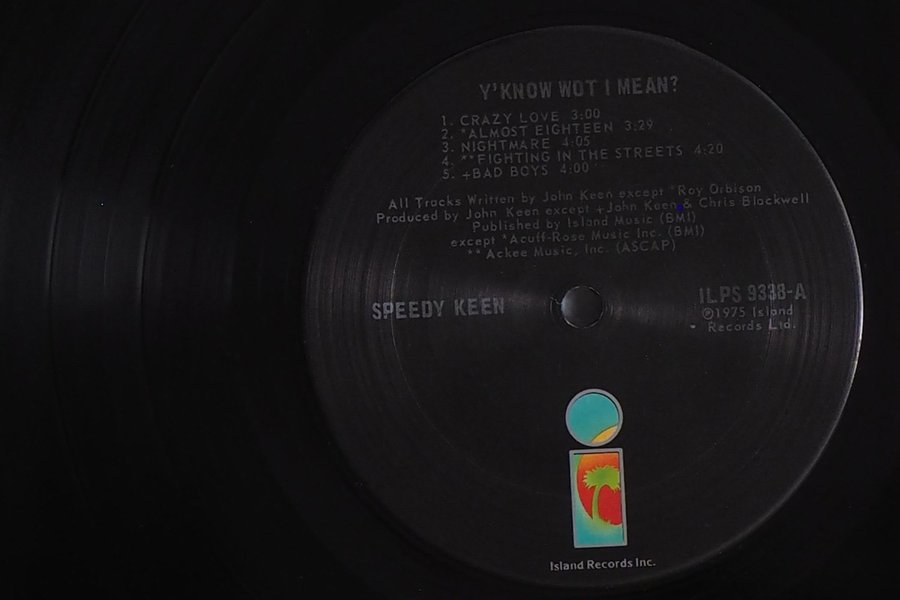 Y'KNOW WOT I MEAN?
1. CRAZY LOVE 3:00
2. *ALMOST EIGHTEEN 3:29
3. NIGHTMARE 4:05
4. **FIGHTING IN THE STREETS 4:20
5. +BAD BOYS 4:00
All Tracks Written by John Keen except *Roy Orbison
Produced by John Keen except +John Keen & Chris Blackwell
Published by Island Music (BMI)
except *Acuff-Rose Music Inc. (BMI)
**Ackee Music, Inc. (ASCAP)
SPEEDY KEEN
ILPS 9338-A
℗1975 Island
Records Ltd.
Island Records Inc.